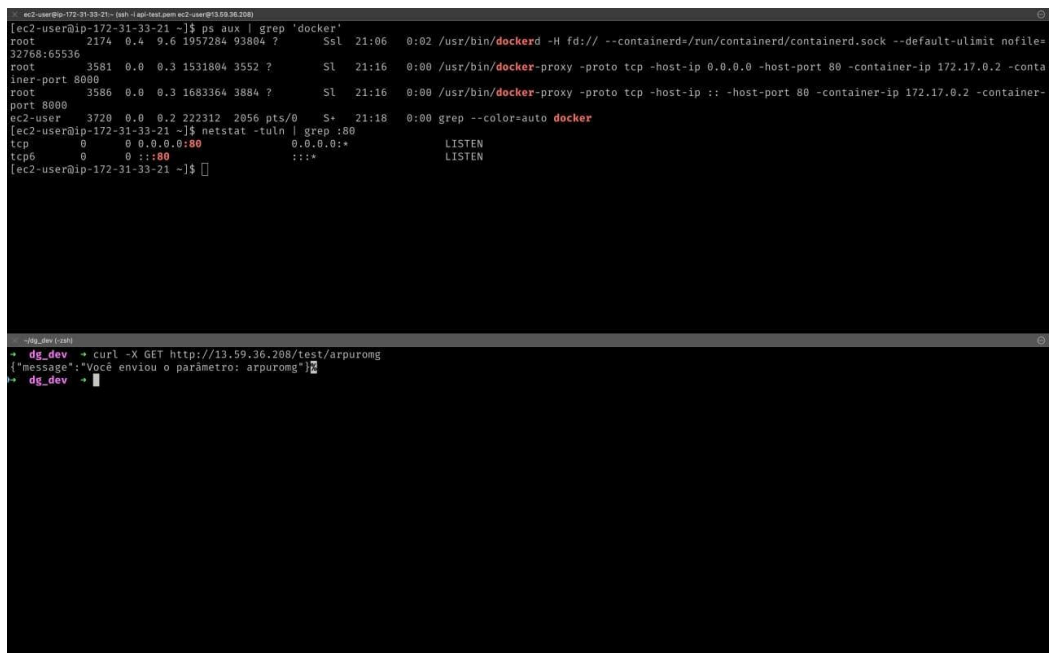 ec2-user@ip-172-31-33-21:~ (ssh -i api-test.pem ec2-user@13.59.36.208)
[ec2-user@ip-172-31-33-21 ~]$ ps aux | grep 'docker'
root 2174 0.4 9.6 1957284 93804 ? Ssl 21:06 0:02 /usr/bin/dockerd -H fd:// --containerd=/run/containerd/containerd.sock --default-ulimit nofile=
32768:65536
root 3581 0.0 0.3 1531804 3552 ? Sl 21:16 0:00 /usr/bin/docker-proxy -proto tcp -host-ip 0.0.0.0 -host-port 80 -container-ip 172.17.0.2 -conta
iner-port 8000
root 3586 0.0 0.3 1683364 3884 ? Sl 21:16 0:00 /usr/bin/docker-proxy -proto tcp -host-ip :: -host-port 80 -container-ip 172.17.0.2 -container-
port 8000
ec2-user 3720 0.0 0.2 222312 2056 pts/0 S+ 21:18 0:00 grep --color=auto docker
[ec2-user@ip-172-31-33-21 ~]$ netstat -tuln | grep :80
tcp 0 0 0.0.0.0:80 0.0.0.0:* LISTEN
tcp6 0 0 :::80 :::* LISTEN
[ec2-user@ip-172-31-33-21 ~]$
~/dg_dev (-zsh)
→ dg_dev → curl -X GET http://13.59.36.208/test/arpuromg
{"message":"Você enviou o parâmetro: arpuromg"}%
→ dg_dev →